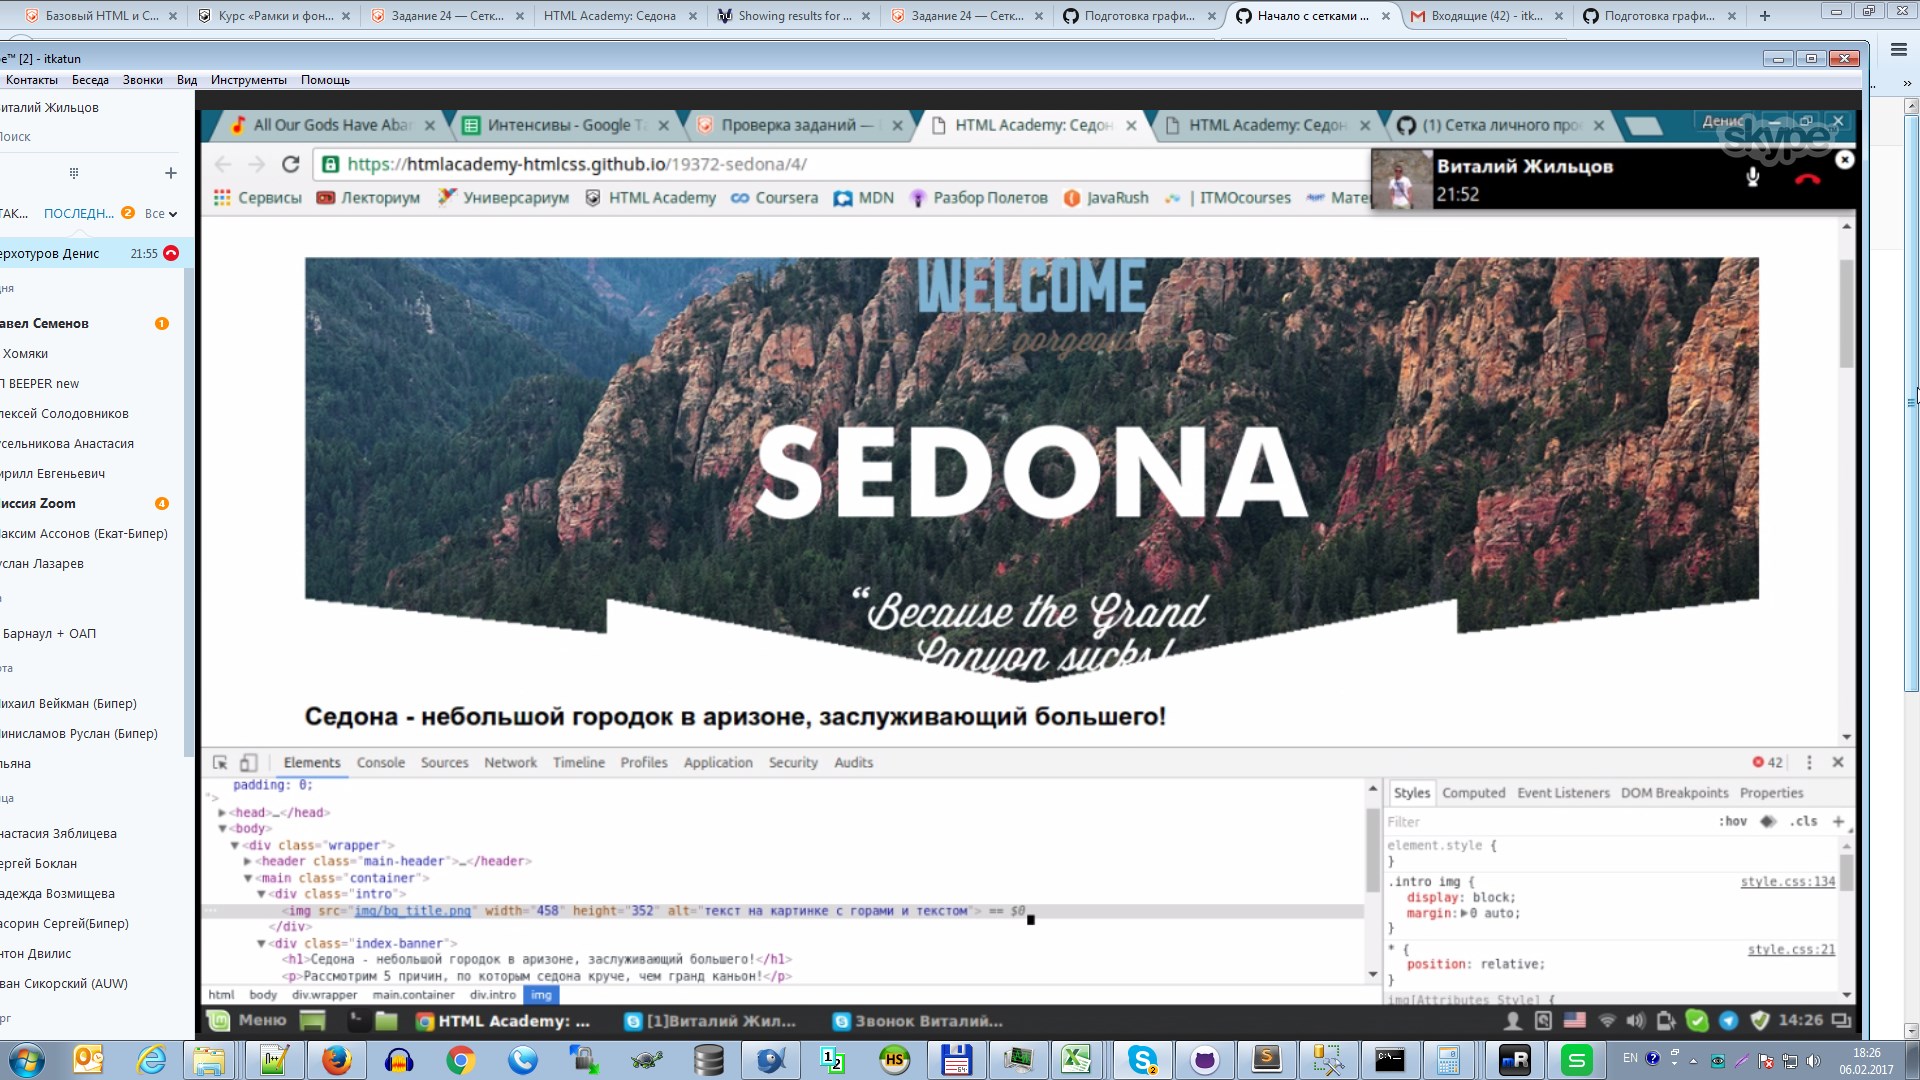 Базовый HTML и C...
Курс «Рамки и фон...
Задание 24 — Сетк...
HTML Academy: Седона
Showing results for ...
Задание 24 — Сетк...
Подготовка графи...
Начало с сетками ...
Входящие (42) - itk...
Подготовка графи...
e™ [2] - itkatun
Контакты Беседа Звонки Вид Инструменты Помощь
италий Жильцов
Поиск
ТАК... ПОСЛЕДН... 2 Все
ерхотуров Денис 21:55
дня
авел Семенов 1
Хомяки
П BEEPER new
лексей Солодовников
усельникова Анастасия
ирилл Евгеньевич
иссия Zoom 4
аксим Ассонов (Екат-Бипер)
услан Лазарев
Барнаул + ОАП
ота
ихаил Вейкман (Бипер)
инисламов Руслан (Бипер)
льяна
ица
настасия Зяблицева
ергей Боклан
адежда Возмищева
асорин Сергей(Бипер)
нтон Двилис
ван Сикорский (AUW)
рг
All Our Gods Have Aba
Интенсивы - Google Т
Проверка заданий —
HTML Academy: Седон
HTML Academy: Седон
(1) Сетка личного про
Денис
skype™
https://htmlacademy-htmlcss.github.io/19372-sedona/4/
Виталий Жильцов
21:52
Сервисы Лекториум Универсариум HTML Academy Coursera MDN Разбор Полетов JavaRush | ITMOcourses Мате
WELCOME
gorgeous
SEDONA
“Because the Grand
Canyon sucks!
Седона - небольшой городок в аризоне, заслуживающий большего!
Elements Console Sources Network Timeline Profiles Application Security Audits 42
padding: 0;
">
<head>…</head>
<body>
<div class="wrapper">
<header class="main-header">…</header>
<main class="container">
<div class="intro">
<img src="img/bg_title.png" width="458" height="352" alt="текст на картинке с горами и текстом"> == $0
</div>
<div class="index-banner">
<h1>Седона - небольшой городок в аризоне, заслуживающий большего!</h1>
<p>Рассмотрим 5 причин, по которым седона круче, чем гранд каньон!</p>
html body div.wrapper main.container div.intro img
Styles Computed Event Listeners DOM Breakpoints Properties
Filter :hov .cls +
element.style {
}
.intro img { style.css:134
display: block;
margin: 0 auto;
}
* { style.css:21
position: relative;
}
img[Attributes Style] {
Меню
HTML Academy: ...
[1]Виталий Жил...
Звонок Виталий...
14:26
EN
18:26
06.02.2017